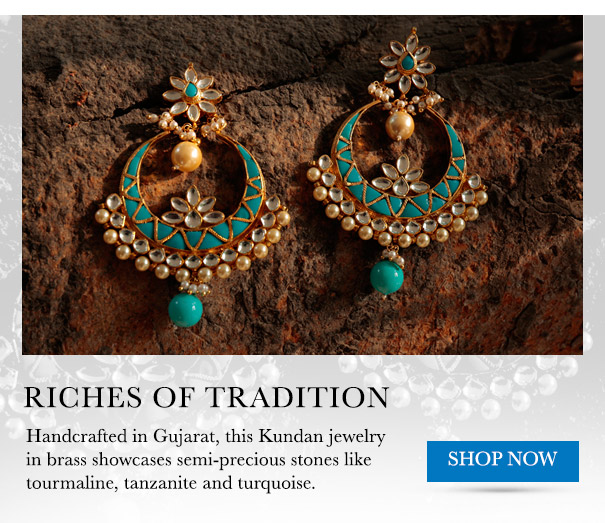 RICHES OF TRADITION
Handcrafted in Gujarat, this Kundan jewelry
in brass showcases semi-precious stones like
tourmaline, tanzanite and turquoise.
SHOP NOW